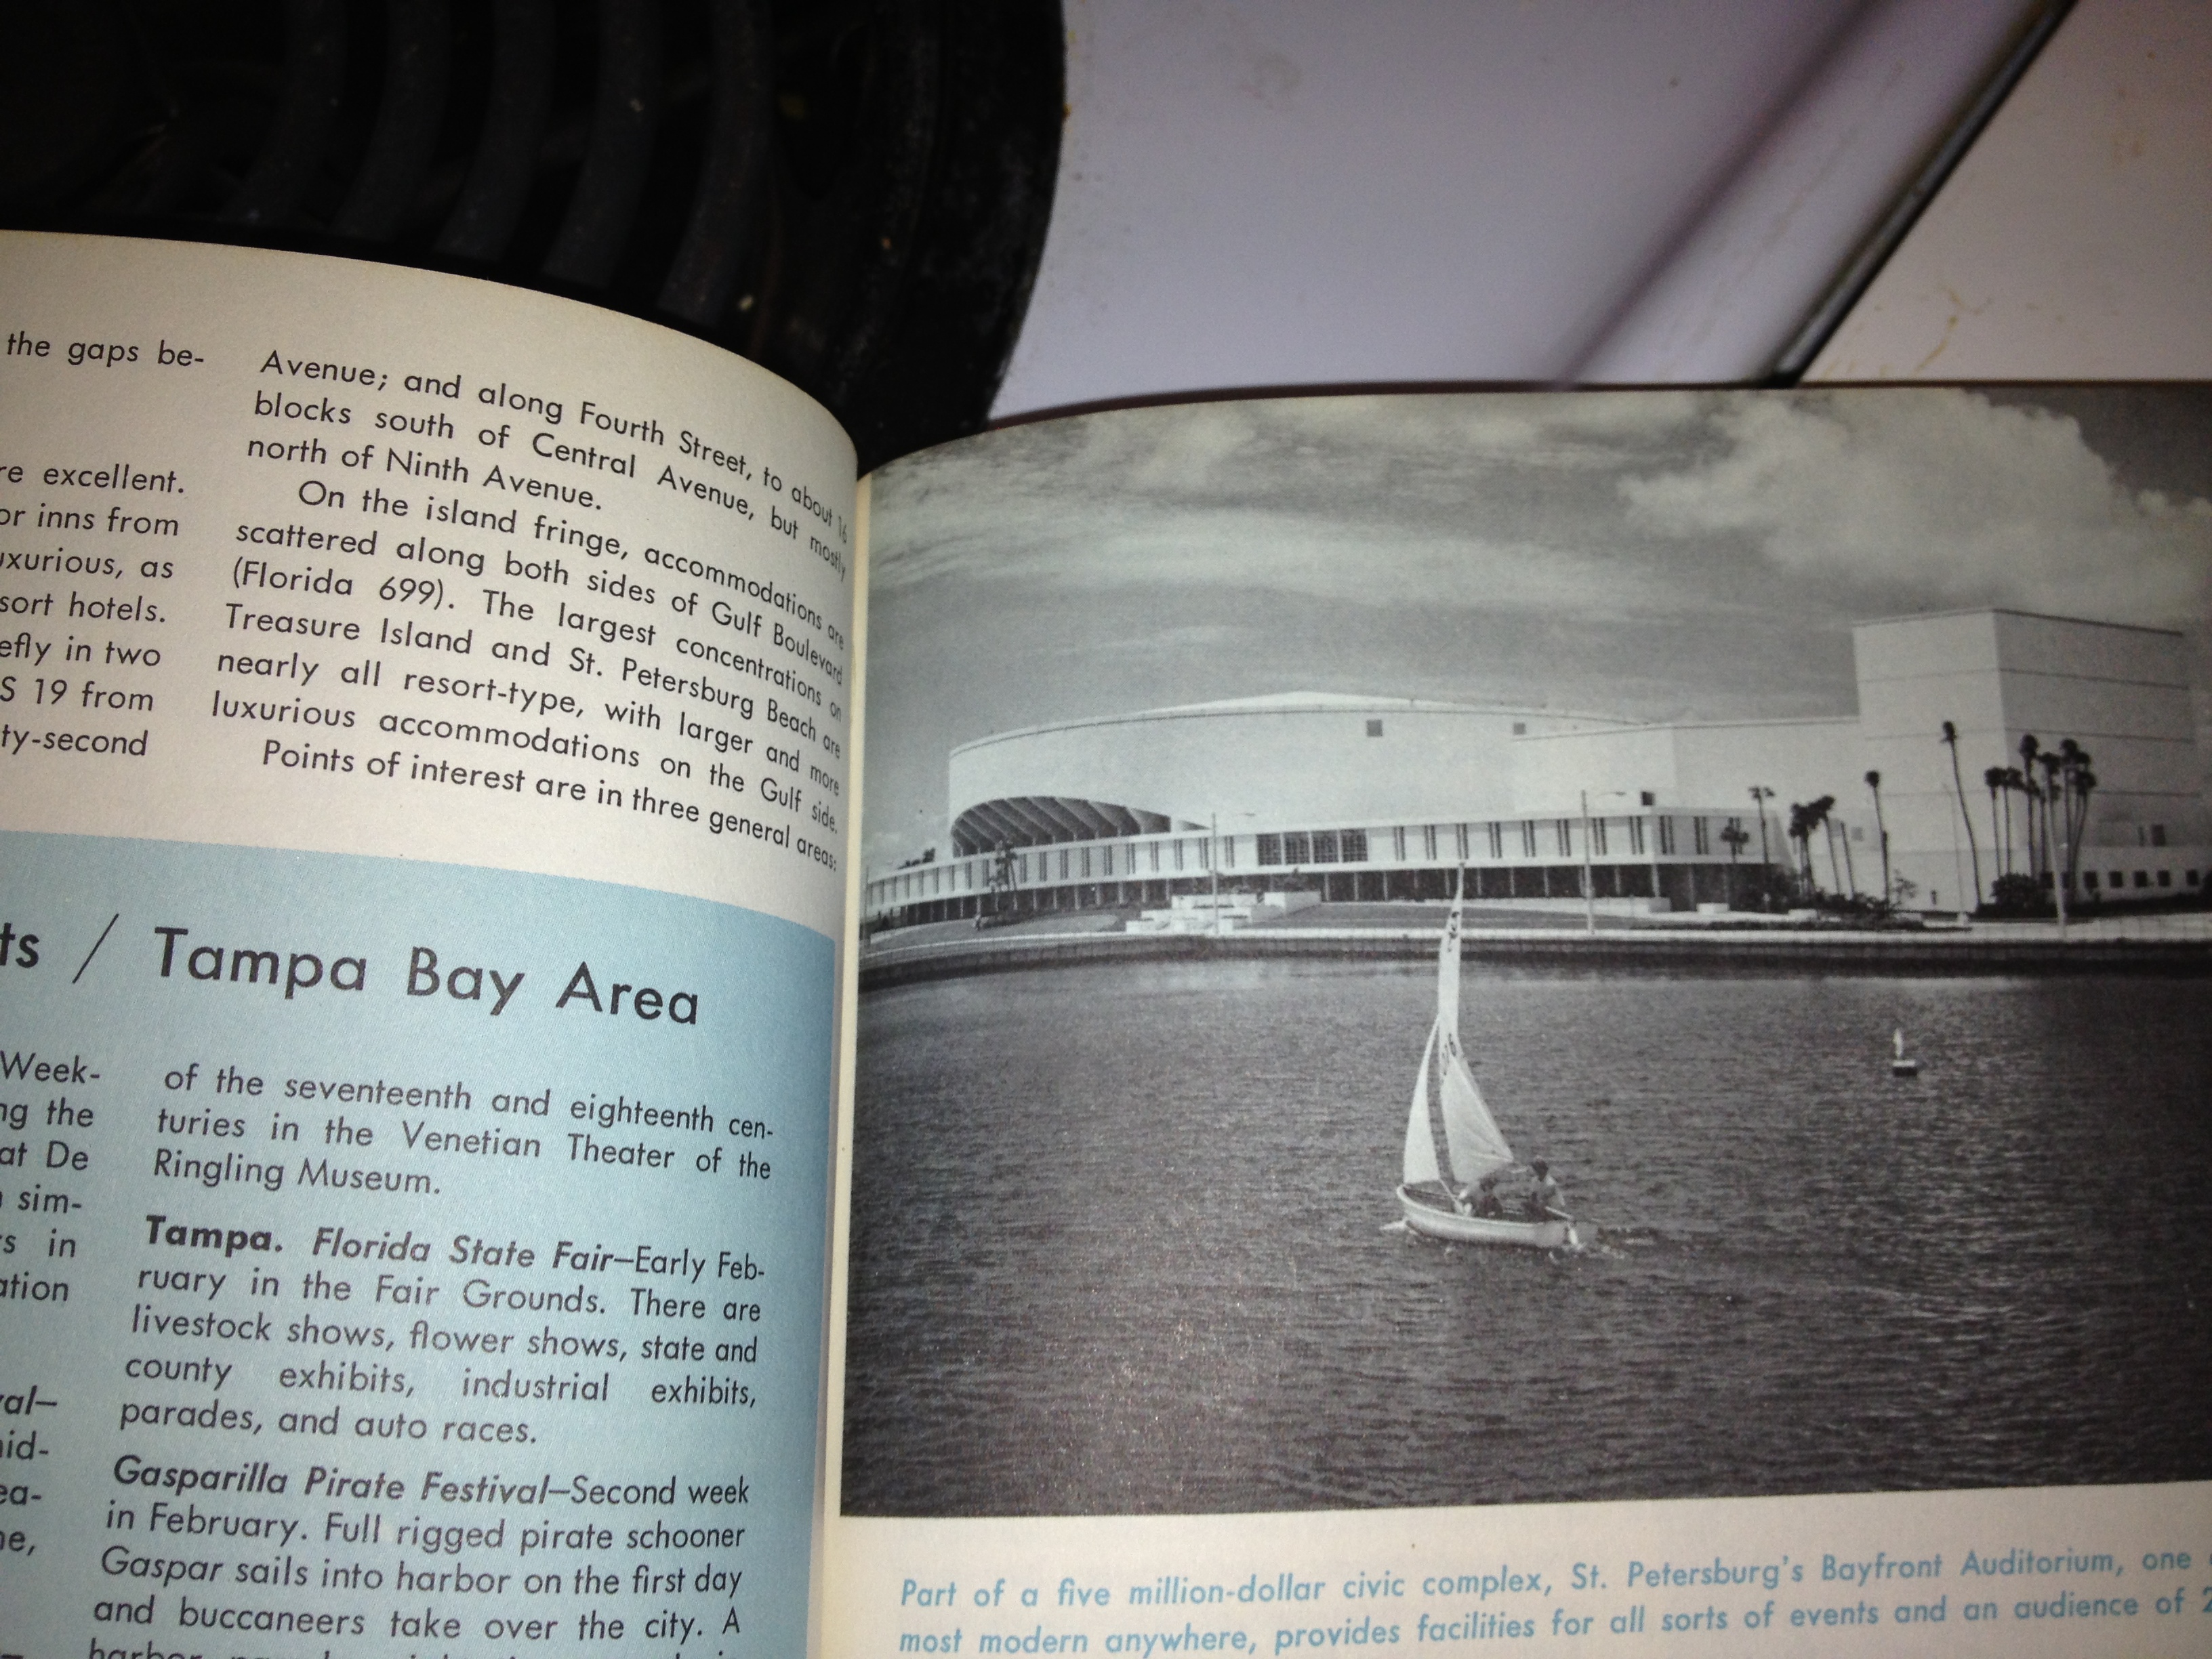 the gaps be-
re excellent.
or inns from
uxurious, as
sort hotels.
efly in two
S 19 from
ty-second
Avenue; and along Fourth Street, to about 16
blocks south of Central Avenue, but mostly
north of Ninth Avenue.
On the island fringe, accommodations are
scattered along both sides of Gulf Boulevard
(Florida 699). The largest concentrations on
Treasure Island and St. Petersburg Beach are
nearly all resort-type, with larger and more
luxurious accommodations on the Gulf side.
Points of interest are in three general areas:
ts / Tampa Bay Area
Week-
ng the
at De
sim-
s in
ation
val–
mid-
ea-
ne,
of the seventeenth and eighteenth cen-
turies in the Venetian Theater of the
Ringling Museum.
Tampa. Florida State Fair–Early Feb-
ruary in the Fair Grounds. There are
livestock shows, flower shows, state and
county exhibits, industrial exhibits,
parades, and auto races.
Gasparilla Pirate Festival–Second week
in February. Full rigged pirate schooner
Gaspar sails into harbor on the first day
and buccaneers take over the city. A
Part of a five million-dollar civic complex, St. Petersburg's Bayfront Auditorium, one
most modern anywhere, provides facilities for all sorts of events and an audience of 2